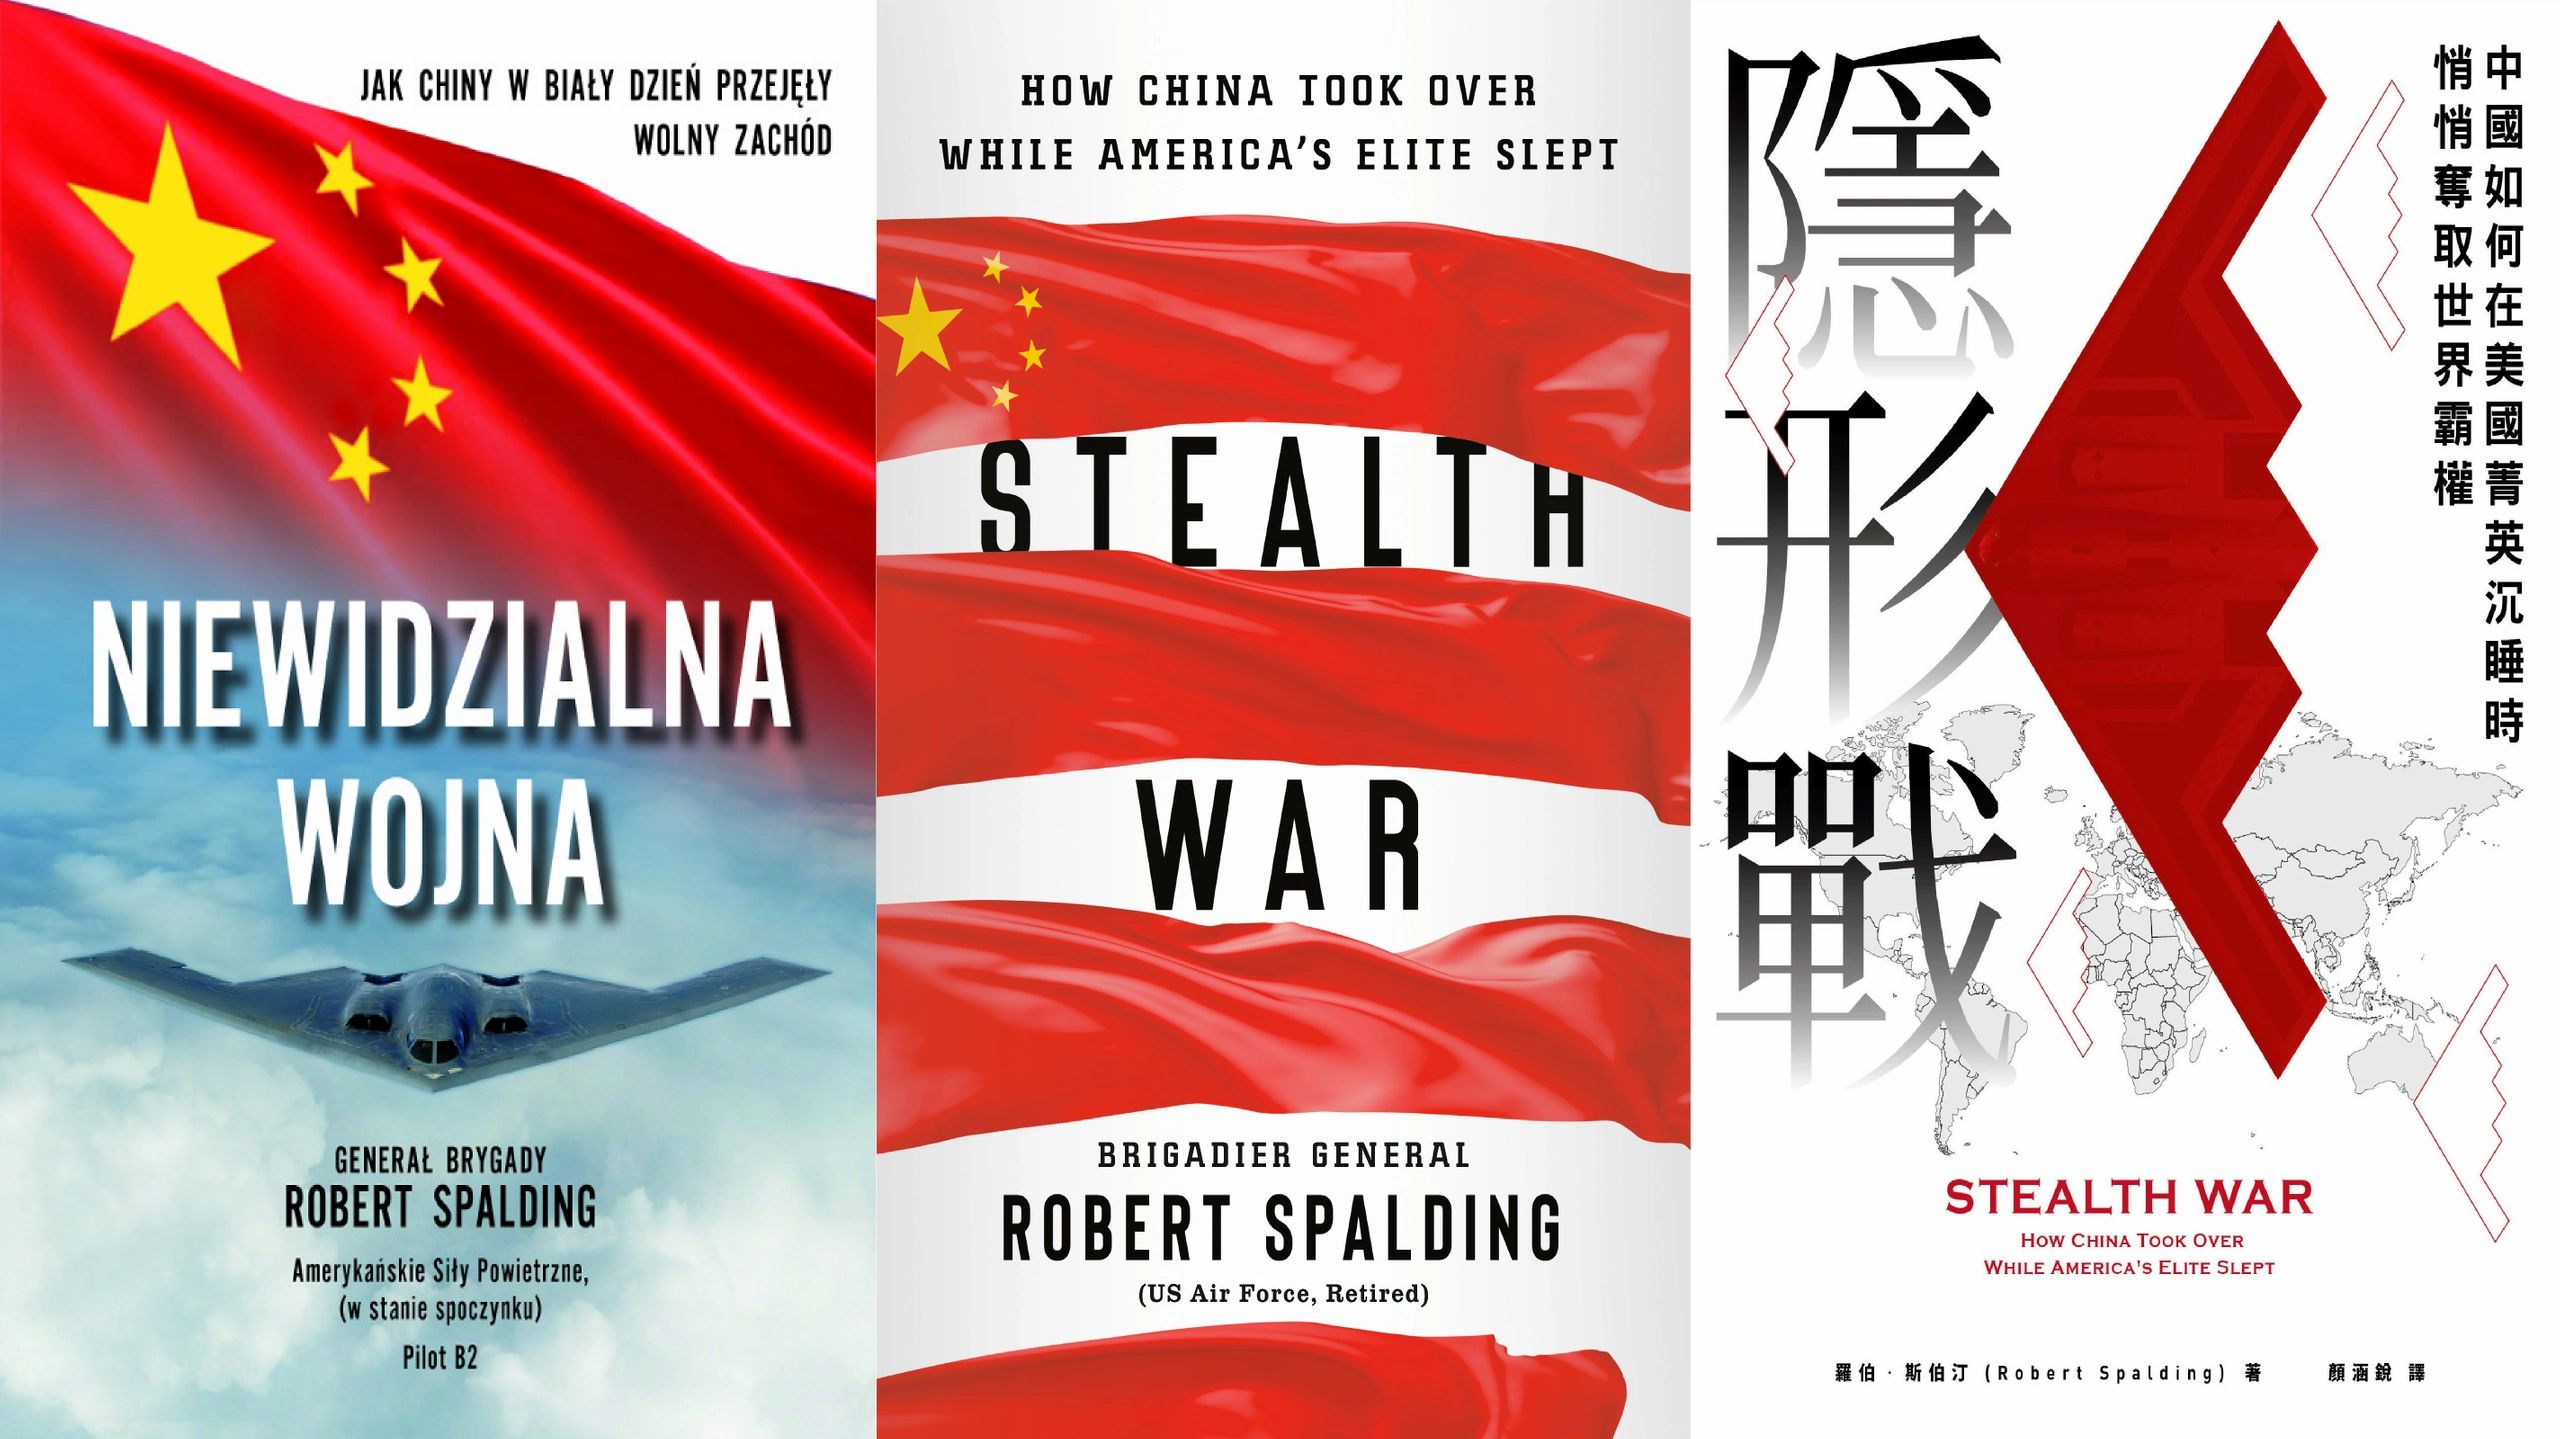 JAK CHINY W BIAŁY DZIEŃ PRZEJĘŁY
WOLNY ZACHÓD
NIEWIDZIALNA
WOJNA
GENERAŁ BRYGADY
ROBERT SPALDING
Amerykańskie Siły Powietrzne,
(w stanie spoczynku)
Pilot B2
HOW CHINA TOOK OVER
WHILE AMERICA'S ELITE SLEPT
STEALTH
WAR
BRIGADIER GENERAL
ROBERT SPALDING
(US Air Force, Retired)
中國如何在美國菁英沉睡時
悄悄奪取世界霸權
隱形戰
STEALTH WAR
HOW CHINA TOOK OVER
WHILE AMERICA'S ELITE SLEPT
羅伯·斯伯汀 (Robert Spalding) 著 顏涵銳 譯